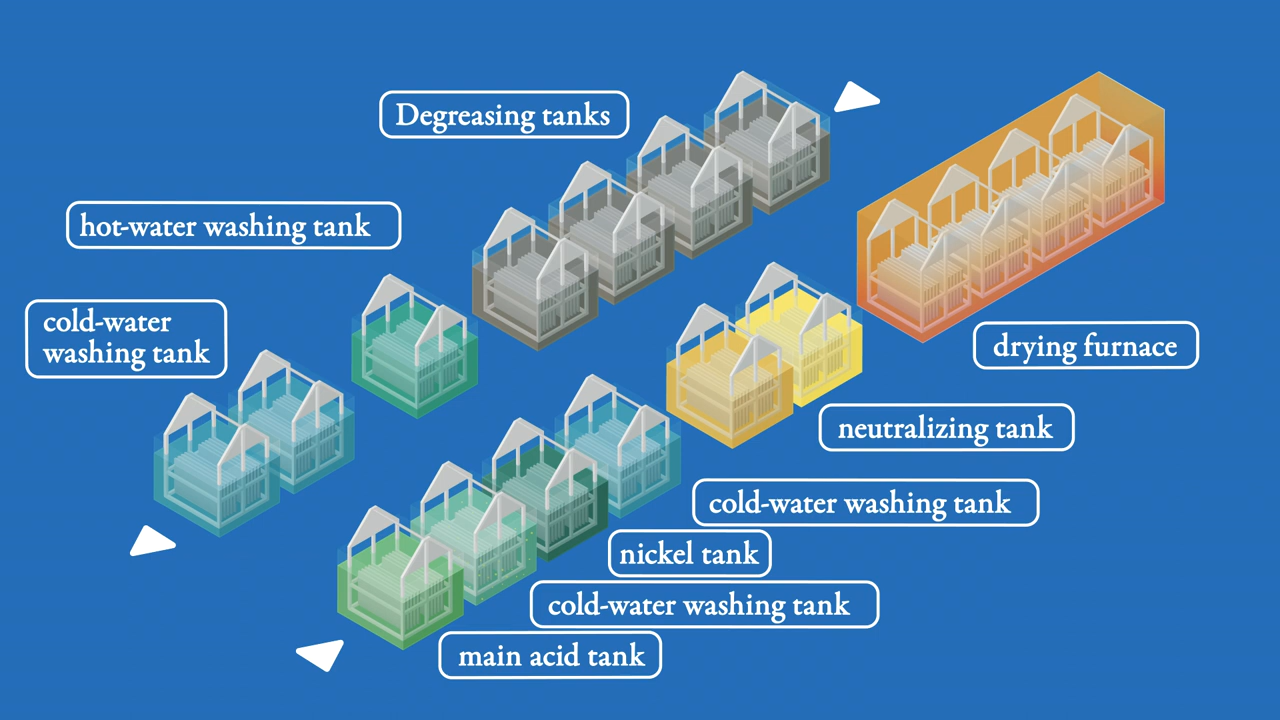 Degreasing tanks
hot-water washing tank
cold-water
washing tank
drying furnace
neutralizing tank
cold-water washing tank
nickel tank
cold-water washing tank
main acid tank